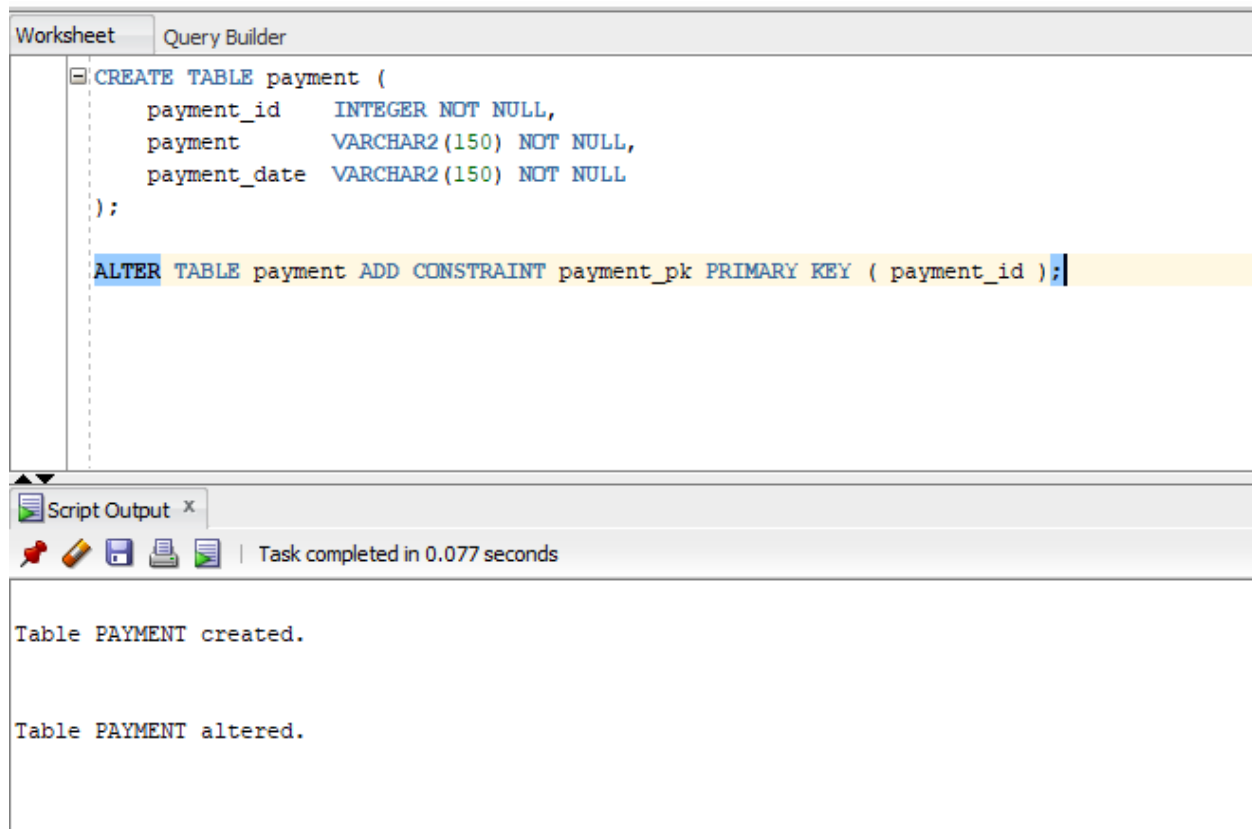 Worksheet Query Builder
CREATE TABLE payment (
payment_id INTEGER NOT NULL,
payment VARCHAR2(150) NOT NULL,
payment_date VARCHAR2(150) NOT NULL
);
ALTER TABLE payment ADD CONSTRAINT payment_pk PRIMARY KEY ( payment_id );
Script Output x
Task completed in 0.077 seconds
Table PAYMENT created.
Table PAYMENT altered.